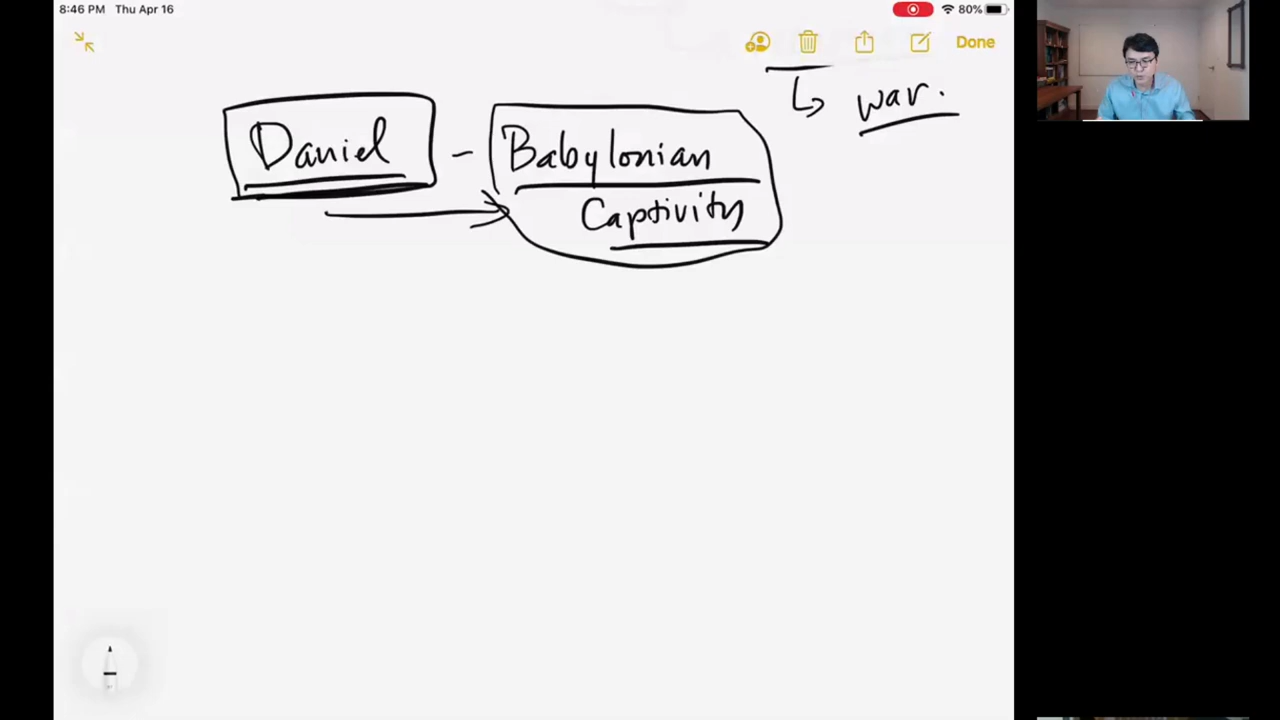 8:46 PM Thu Apr 16
80%
Done
war.
Daniel - Babylonian
Captivity